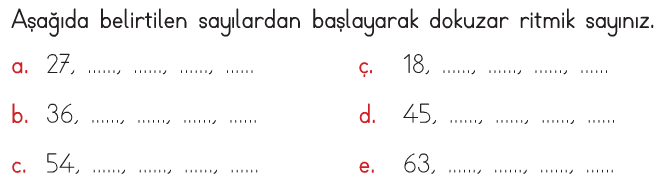 Aşağıda belirtilen sayılardan başlayarak dokuzar ritmik sayınız.
a. 27, ......, ......, ......, ......
b. 36, ......, ......, ......, ......
c. 54, ......, ......, ......, ......
ç. 18, ......, ......, ......, ......
d. 45, ......, ......, ......, ......
e. 63, ......, ......, ......, ......